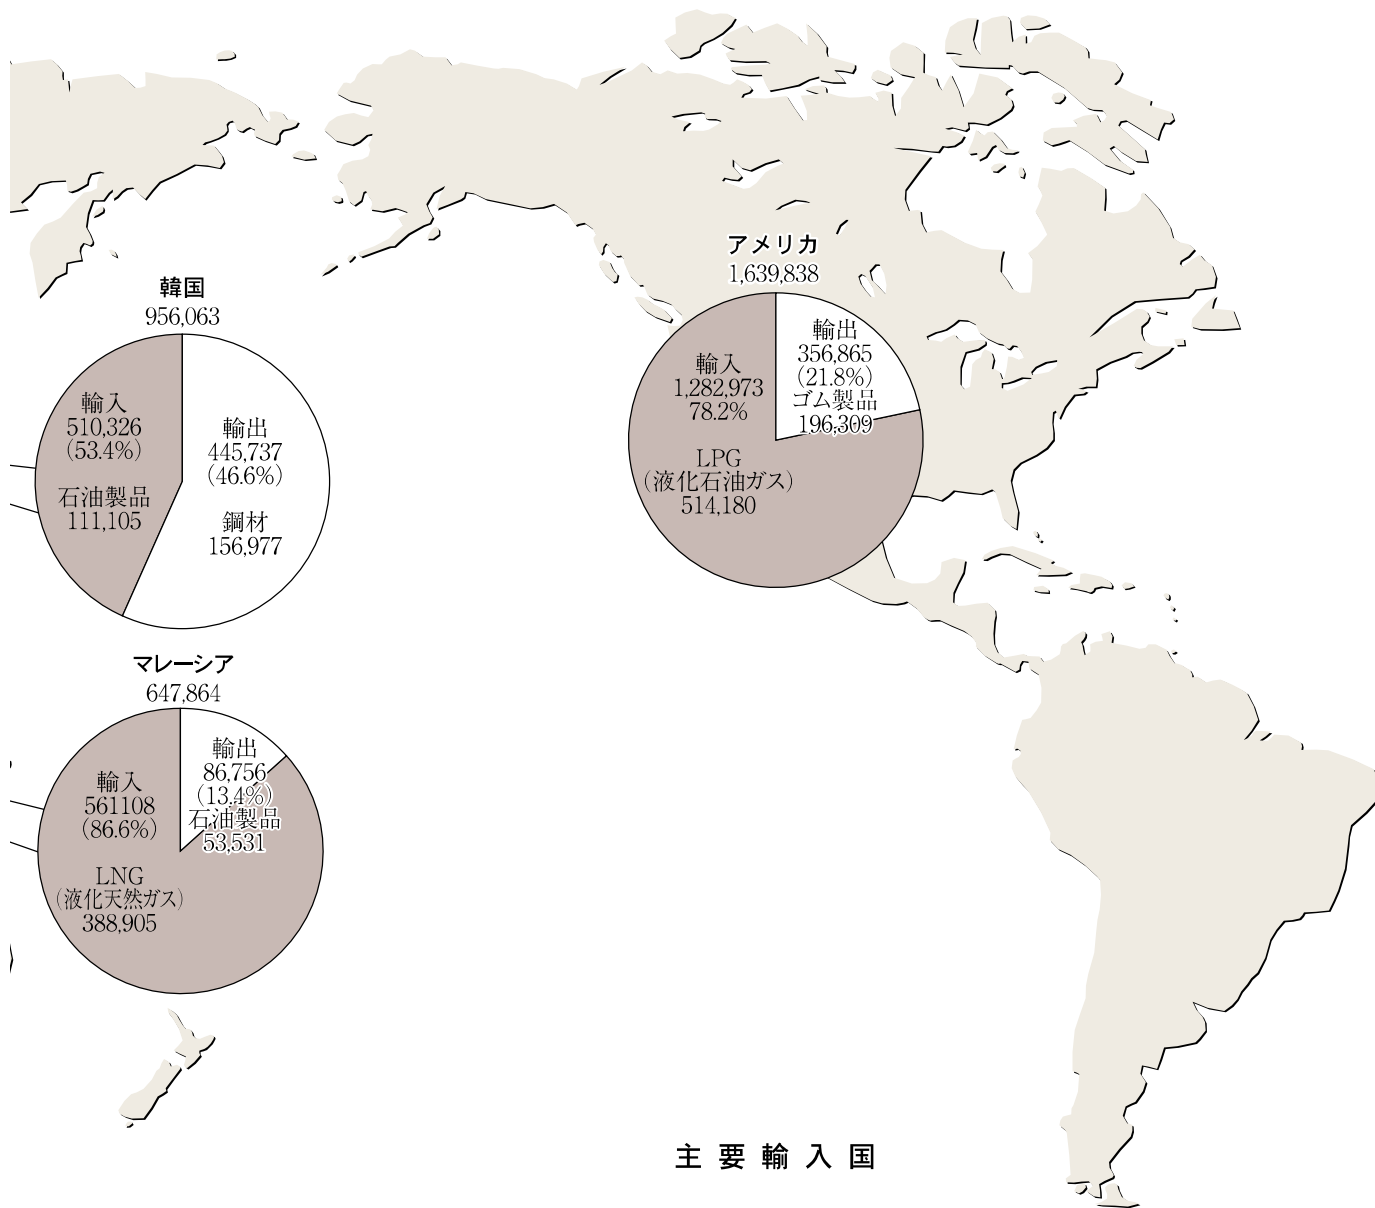 韓国
956,063
輸入
510,326
(53.4%)
石油製品
111,105
輸出
445,737
(46.6%)
鋼材
156,977
アメリカ
1,639,838
輸入
1,282,973
78.2%
LPG
(液化石油ガス)
514,180
輸出
356,865
(21.8%)
ゴム製品
196,309
マレーシア
647,864
輸入
561108
(86.6%)
LNG
(液化天然ガス)
388,905
輸出
86,756
(13.4%)
石油製品
53,531
主要輸入国